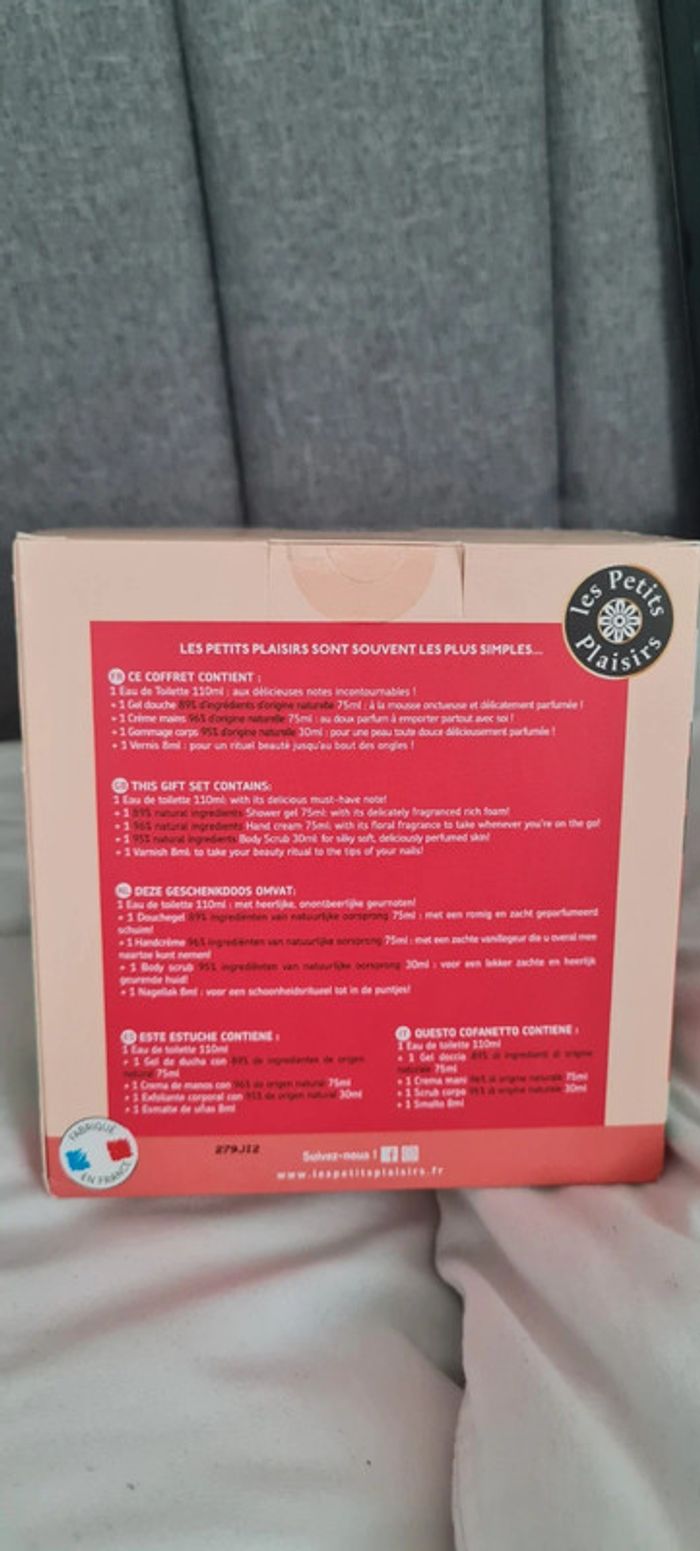 les Petits
Plaisirs
LES PETITS PLAISIRS SONT SOUVENT LES PLUS SIMPLES...
FR CE COFFRET CONTIENT :
1 Eau de Toilette 110ml : aux délicieuses notes incontournables !
+ 1 Gel douche 89% d'ingrédients d'origine naturelle 75ml : à la mousse onctueuse et délicatement parfumée !
+ 1 Crème mains 96% d'origine naturelle 75ml : au doux parfum à emporter partout avec soi !
+ 1 Gommage corps 95% d'origine naturelle 30ml : pour une peau toute douce délicieusement parfumée !
+ 1 Vernis 8ml : pour un rituel beauté jusqu'au bout des ongles !
GB THIS GIFT SET CONTAINS:
1 Eau de toilette 110ml: with its delicious must-have note!
+ 1 89% natural ingredients Shower gel 75ml: with its delicately fragranced rich foam!
+ 1 96% natural ingredients Hand cream 75ml: with its floral fragrance to take whenever you're on the go!
+ 1 95% natural ingredients Body Scrub 30ml: for silky soft, deliciously perfumed skin!
+ 1 Varnish 8ml: to take your beauty ritual to the tips of your nails!
NL DEZE GESCHENKDOOS OMVAT:
1 Eau de toilette 110ml : met heerlijke, onontbeerlijke geurnoten!
+ 1 Douchegel 89% ingrediënten van natuurlijke oorsprong 75ml : met een romig en zacht geparfumeerd
schuim!
+ 1 Handcrème 96% ingrediënten van natuurlijke oorsprong 75ml : met een zachte vanillegeur die u overal mee
naartoe kunt nemen!
+ 1 Body scrub 95% ingrediënten van natuurlijke oorsprong 30ml : voor een lekker zachte en heerlijk
geurende huid!
+ 1 Nagellak 8ml : voor een schoonheidsritueel tot in de puntjes!
ES ESTE ESTUCHE CONTIENE :
1 Eau de toilette 110ml
+ 1 Gel de ducha con 89% de ingredientes de origen
natural 75ml
+ 1 Crema de manos con 96% de origen natural 75ml
+ 1 Exfoliante corporal con 95% de origen natural 30ml
+ 1 Esmalte de uñas 8ml
IT QUESTO COFANETTO CONTIENE :
1 Eau de toilette 110ml
+ 1 Gel doccia 89% di ingredienti di origine
naturale 75ml
+ 1 Crema mani 96% di origine naturale 75ml
+ 1 Scrub corpo 95% di origine naturale 30ml
+ 1 Smalto 8ml
FABRIQUÉ
EN FRANCE
279J12
Suivez-nous !
www.lespetitsplaisirs.fr